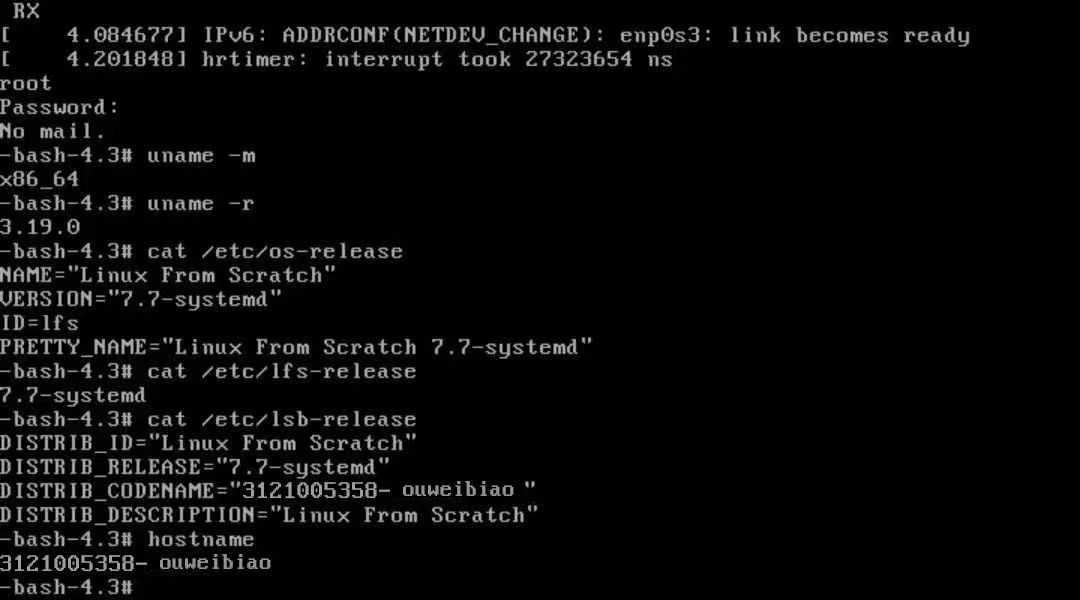 RX
[    4.084677] IPv6: ADDRCONF(NETDEV_CHANGE): enp0s3: link becomes ready
[    4.201848] hrtimer: interrupt took 27323654 ns
root
Password:
No mail.
-bash-4.3# uname -m
x86_64
-bash-4.3# uname -r
3.19.0
-bash-4.3# cat /etc/os-release
NAME="Linux From Scratch"
VERSION="7.7-systemd"
ID=lfs
PRETTY_NAME="Linux From Scratch 7.7-systemd"
-bash-4.3# cat /etc/lfs-release
7.7-systemd
-bash-4.3# cat /etc/lsb-release
DISTRIB_ID="Linux From Scratch"
DISTRIB_RELEASE="7.7-systemd"
DISTRIB_CODENAME="3121005358- ouweibiao "
DISTRIB_DESCRIPTION="Linux From Scratch"
-bash-4.3# hostname
3121005358- ouweibiao
-bash-4.3#